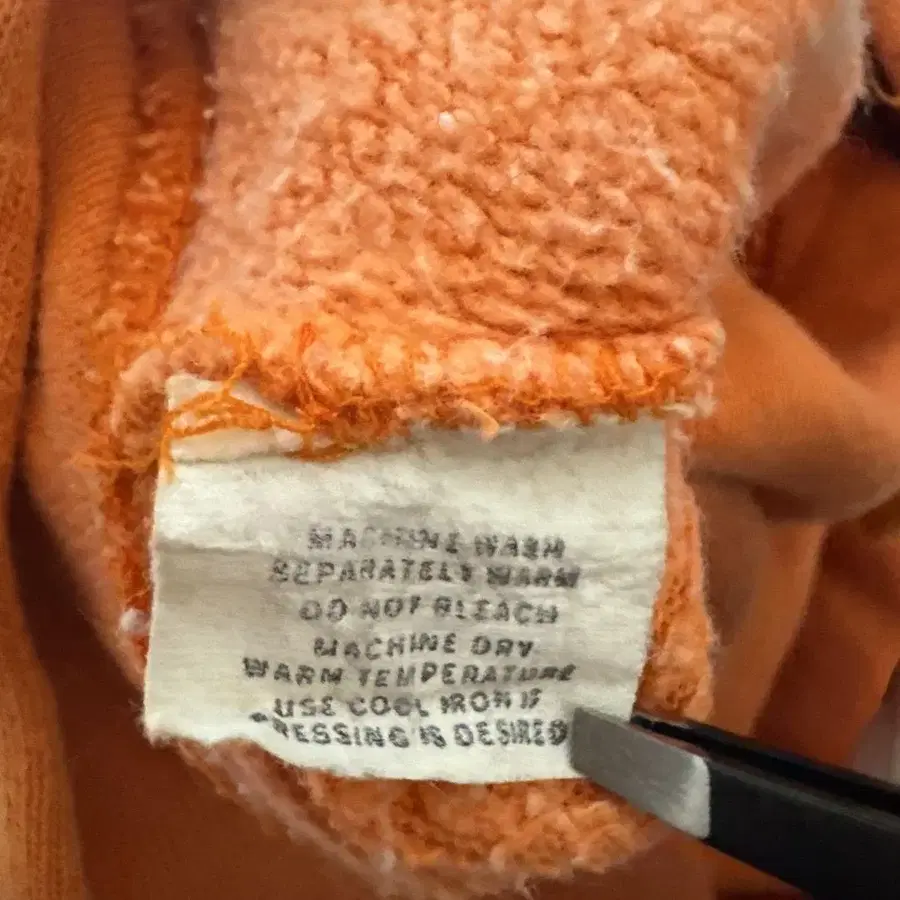 MACHINE WASH
SEPARATELY WARM
DO NOT BLEACH
MACHINE DRY
WARM TEMPERATURE
USE COOL IRON IF
PRESSING IS DESIRED